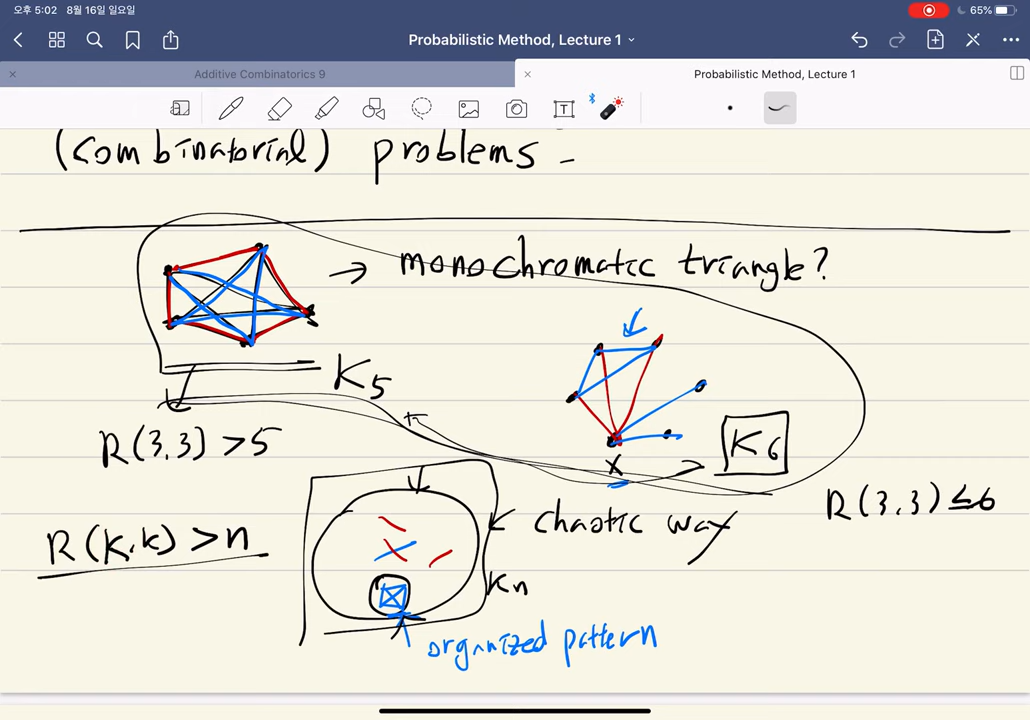 오후 5:02 8월 16일 일요일
65%
Probabilistic Method, Lecture 1
Additive Combinatorics 9
Probabilistic Method, Lecture 1
(combinatorial) problems -
→ monochromatic triangle?
K5
R(3,3) >5
x
K6
R(3,3) ≤6
R(k,k) >n
chaotic way
Kn
organized pattern